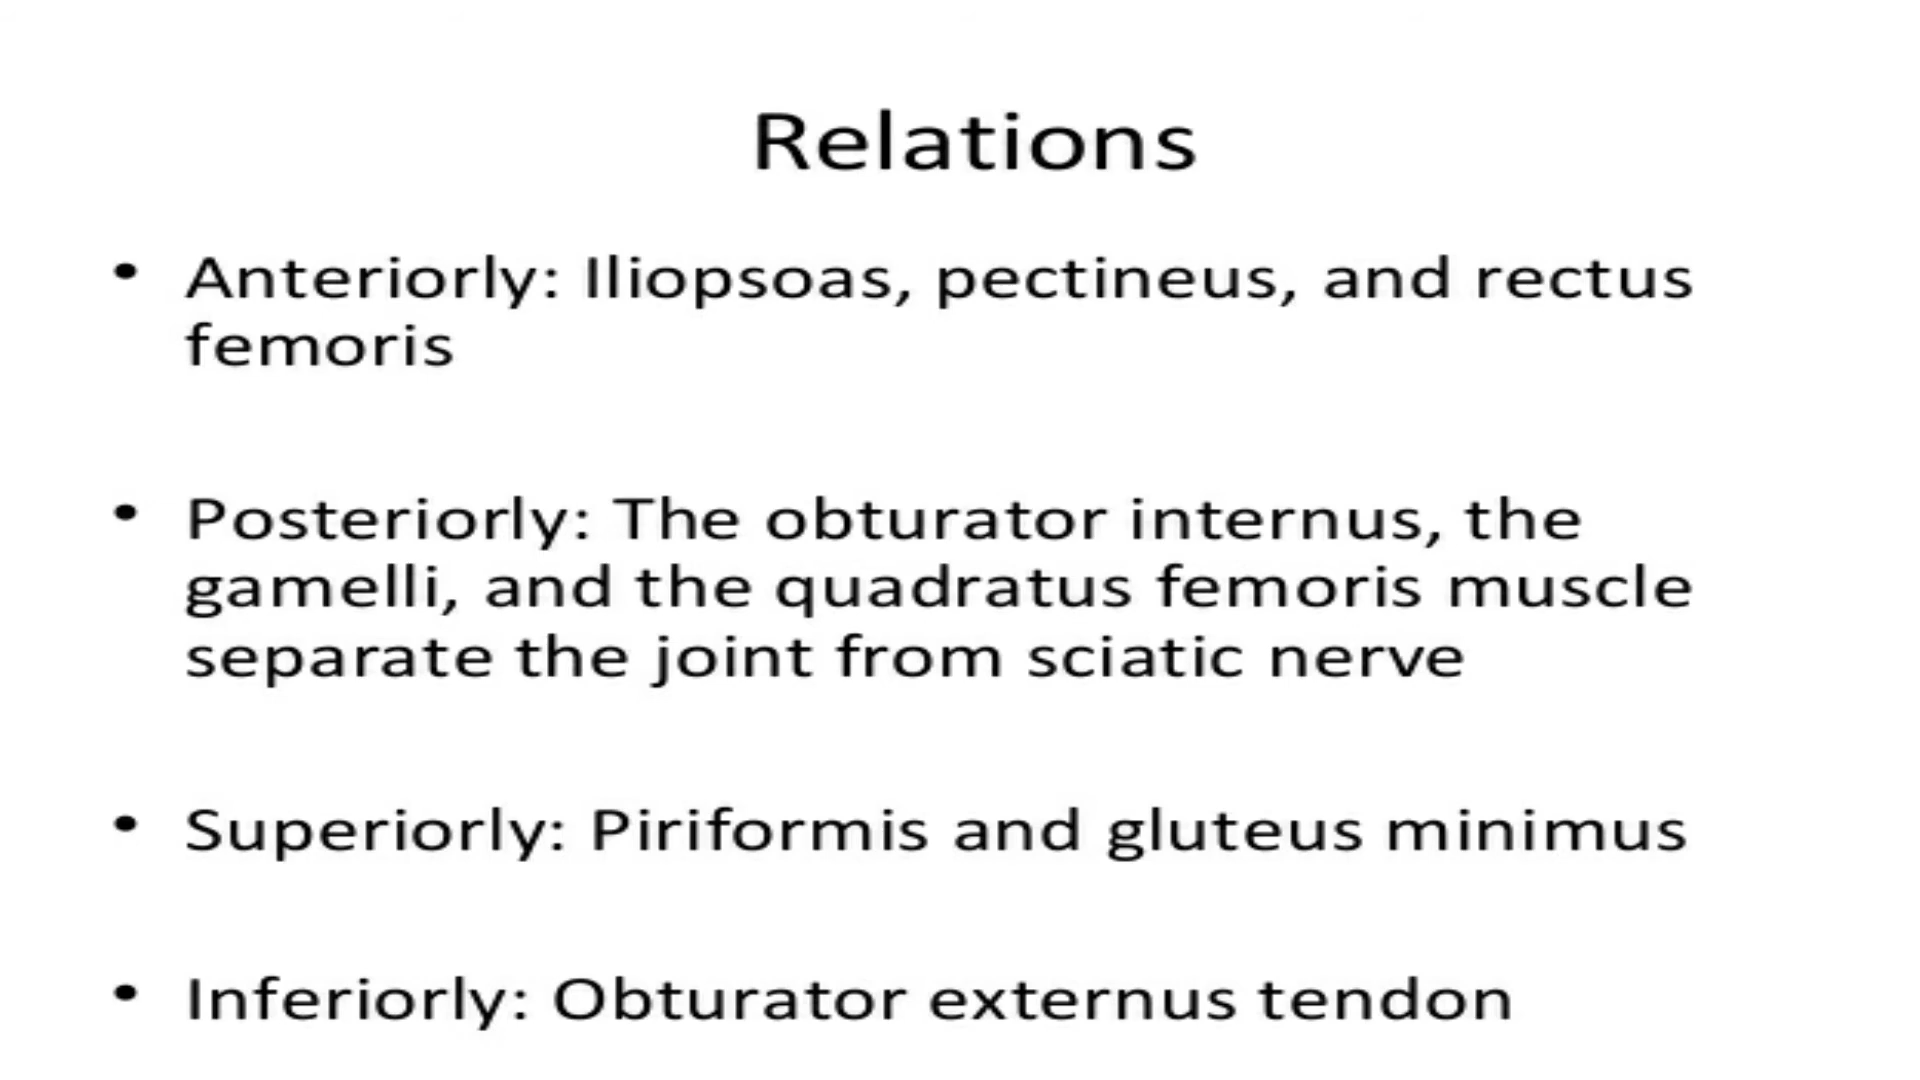 Relations
• Anteriorly: Iliopsoas, pectineus, and rectus
femoris
• Posteriorly: The obturator internus, the
gamelli, and the quadratus femoris muscle
separate the joint from sciatic nerve
• Superiorly: Piriformis and gluteus minimus
• Inferiorly: Obturator externus tendon